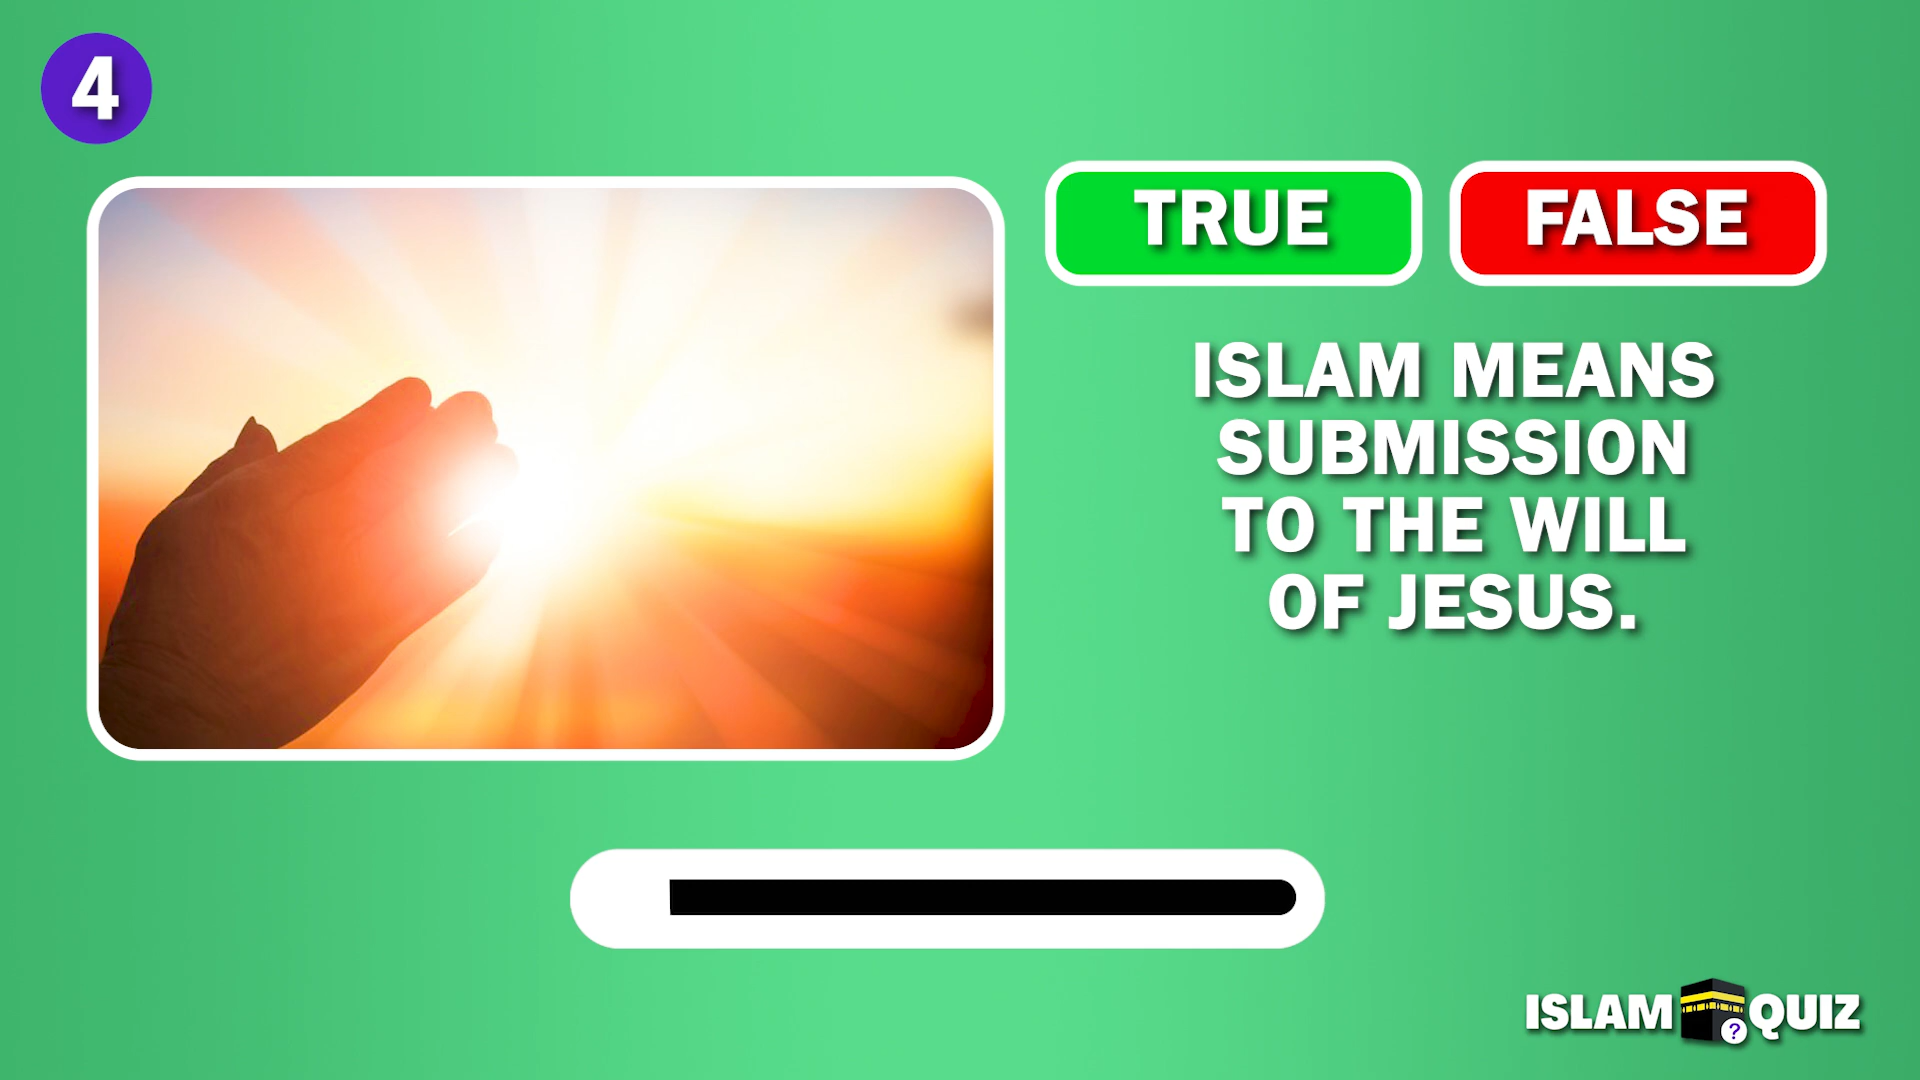 4
TRUE
FALSE
ISLAM MEANS
SUBMISSION
TO THE WILL
OF JESUS.
ISLAM ? QUIZ